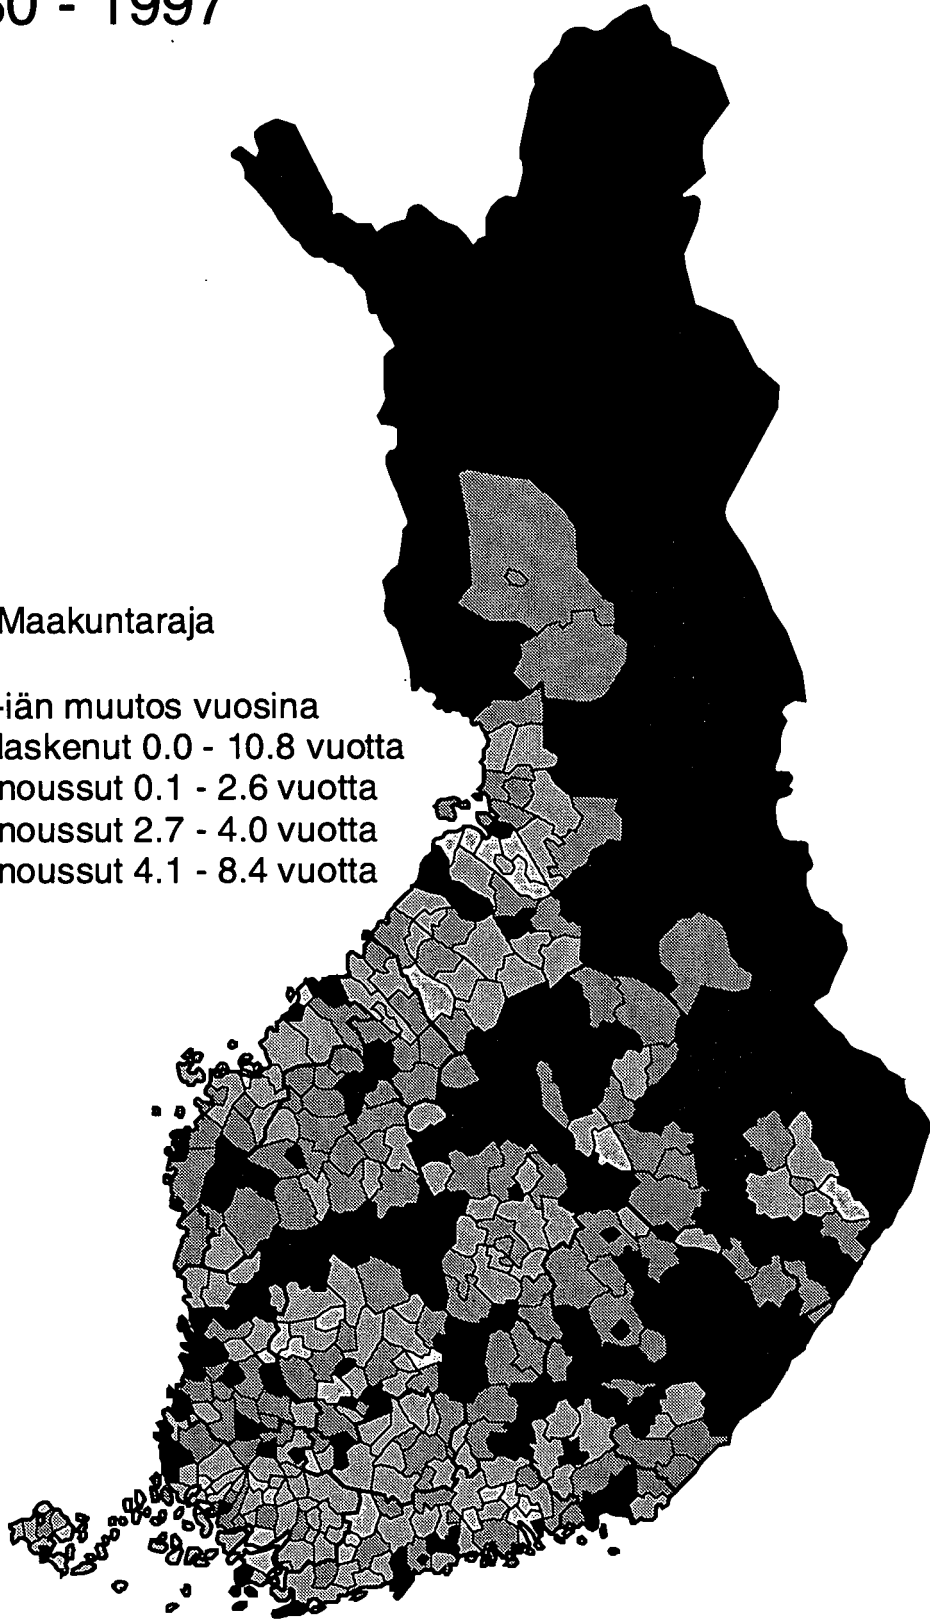 - 1997
Maakuntaraja
-iän muutos vuosina
laskenut 0.0 - 10.8 vuotta
noussut 0.1 - 2.6 vuotta
noussut 2.7 - 4.0 vuotta
noussut 4.1 - 8.4 vuotta